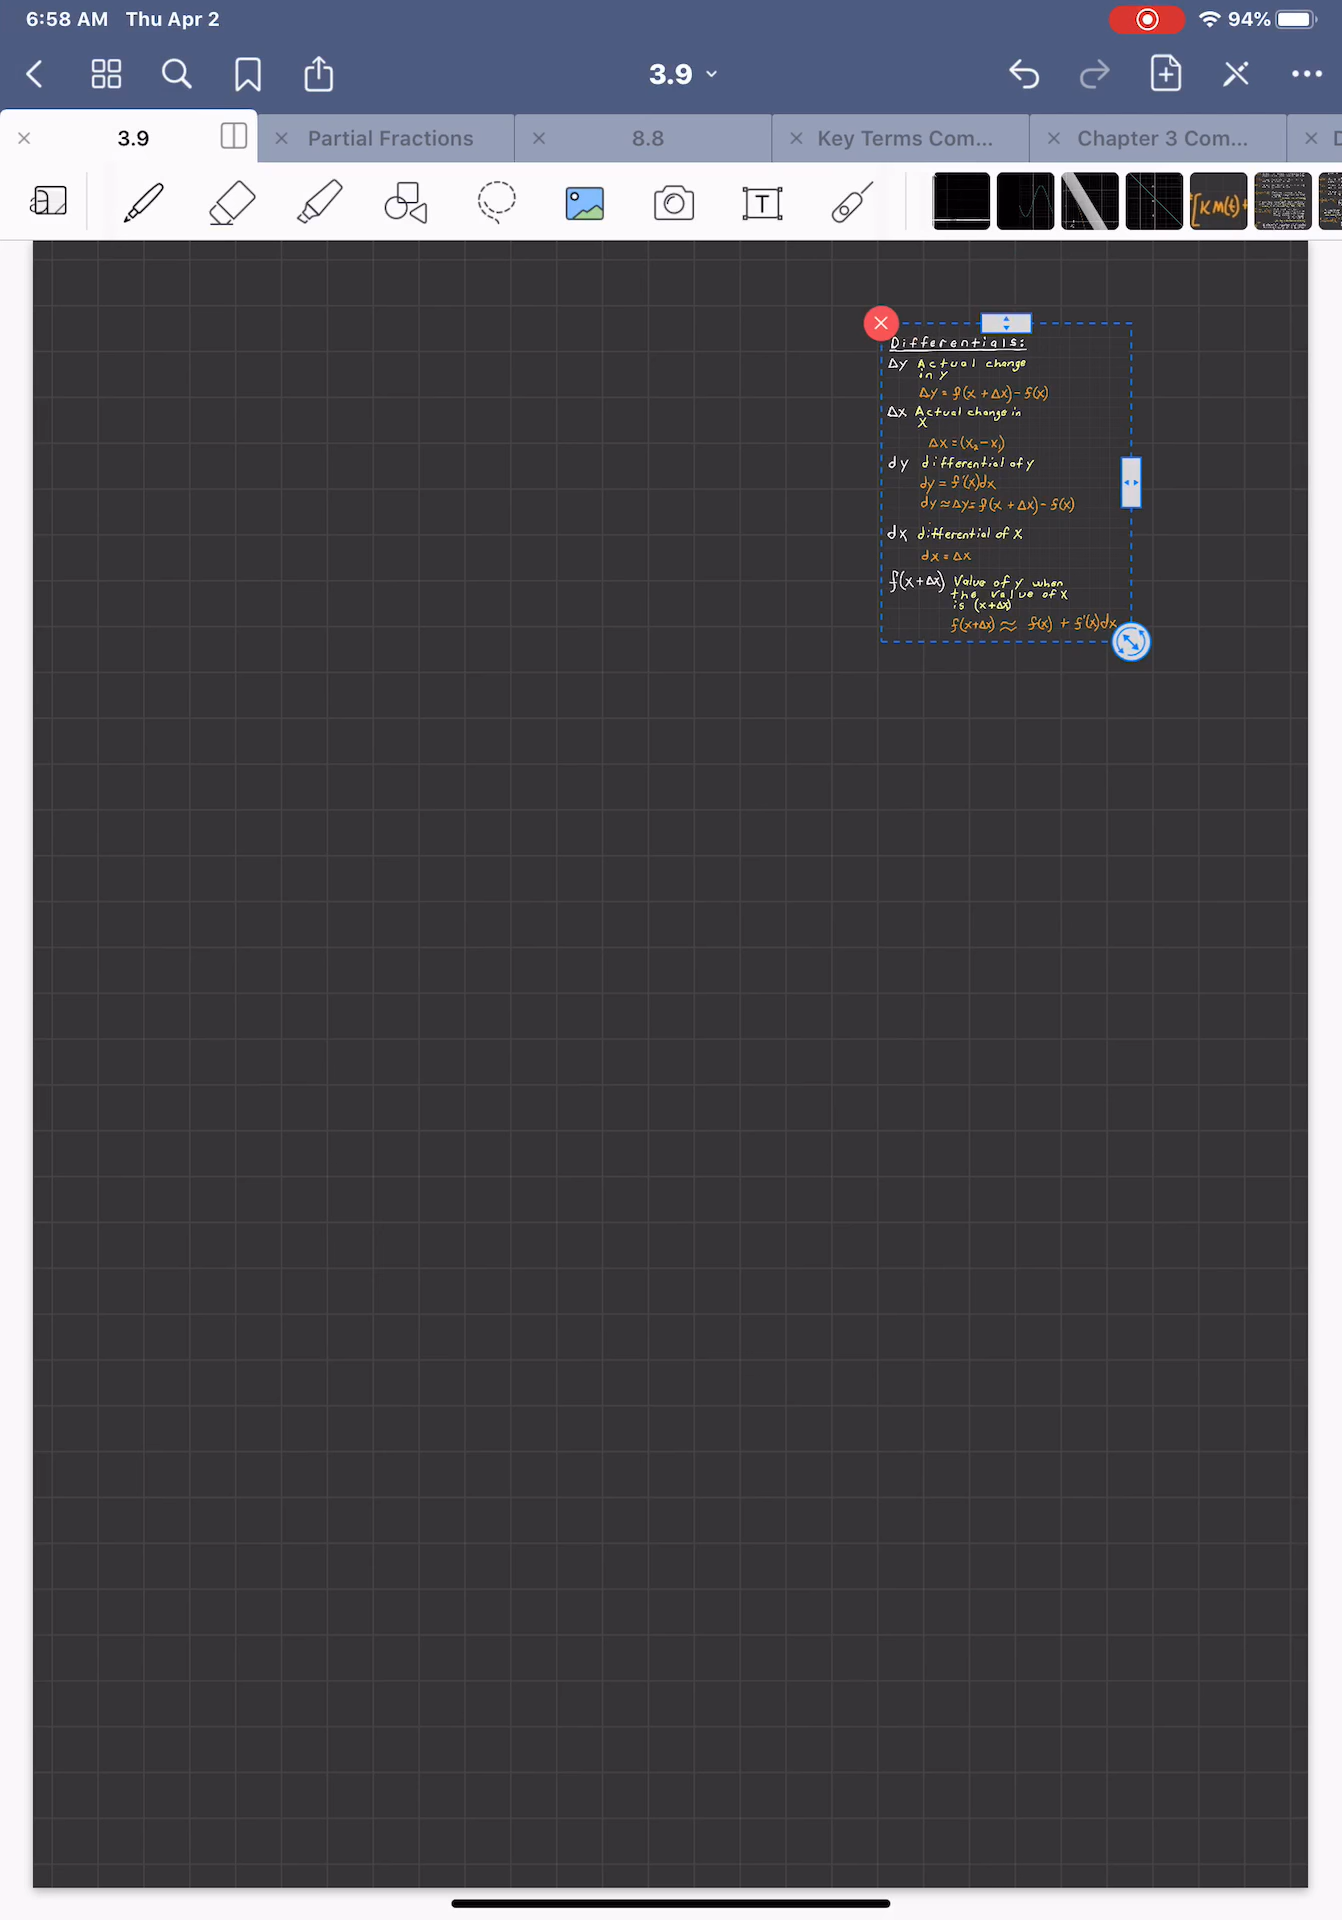 6:58 AM Thu Apr 2
94%
3.9
3.9
Partial Fractions
8.8
Key Terms Com...
Chapter 3 Com...
D
T
[KM(t)+
Differentials:
Δy Actual change
in y
Δy = f(x + Δx) - f(x)
Δx Actual change in
x
Δx = (x₂ - x₁)
dy differential of y
dy = f'(x)dx
dy ≈ Δy = f(x + Δx) - f(x)
dx differential of x
dx = Δx
f(x + Δx) Value of y when
the value of x
is (x+Δx)
f(x+Δx) ≈ f(x) + f'(x)dx